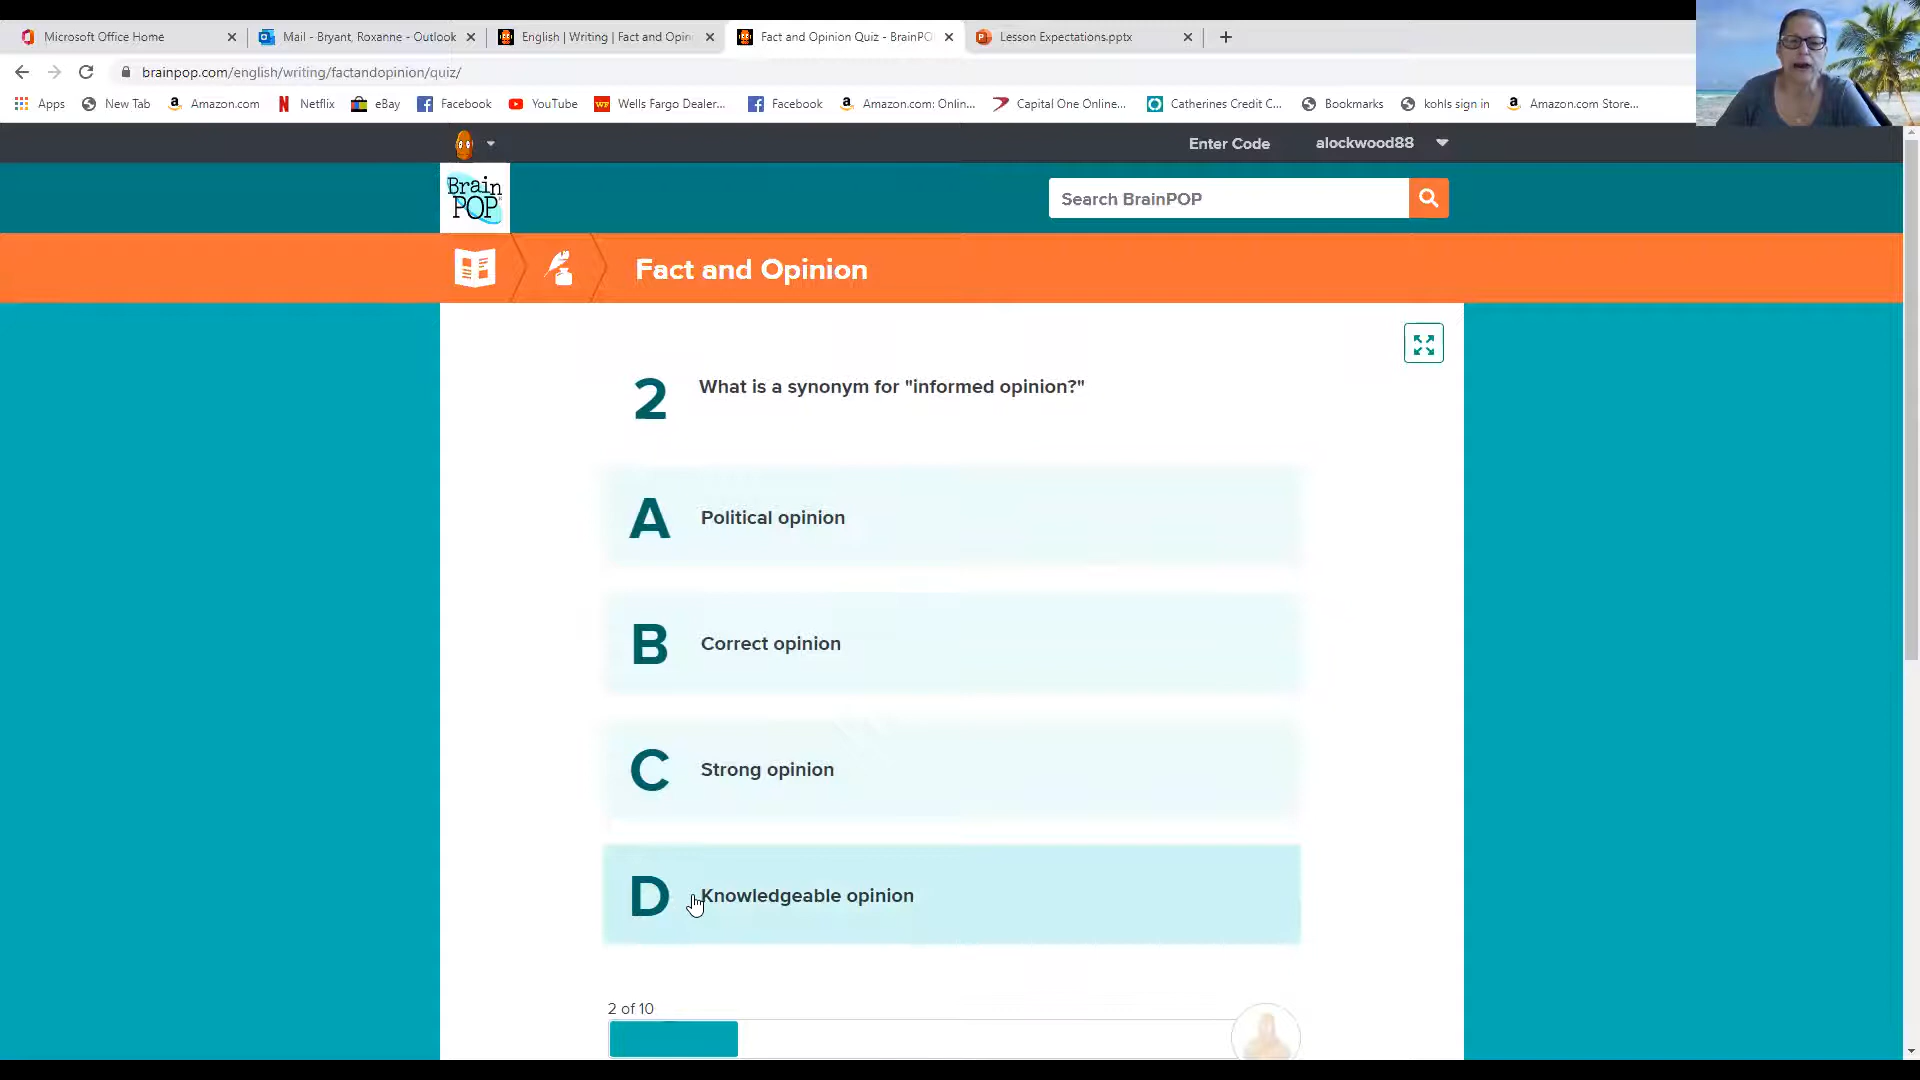 Microsoft Office Home
Mail - Bryant, Roxanne - Outlook
English | Writing | Fact and Opin
Fact and Opinion Quiz - BrainPO
Lesson Expectations.pptx
brainpop.com/english/writing/factandopinion/quiz/
Apps New Tab Amazon.com Netflix eBay Facebook YouTube Wells Fargo Dealer... Facebook Amazon.com: Onlin... Capital One Online... Catherines Credit C... Bookmarks kohls sign in Amazon.com Store...
Enter Code alockwood88
Brain
POP
Search BrainPOP
Fact and Opinion
2 What is a synonym for "informed opinion?"
A Political opinion
B Correct opinion
C Strong opinion
D Knowledgeable opinion
2 of 10